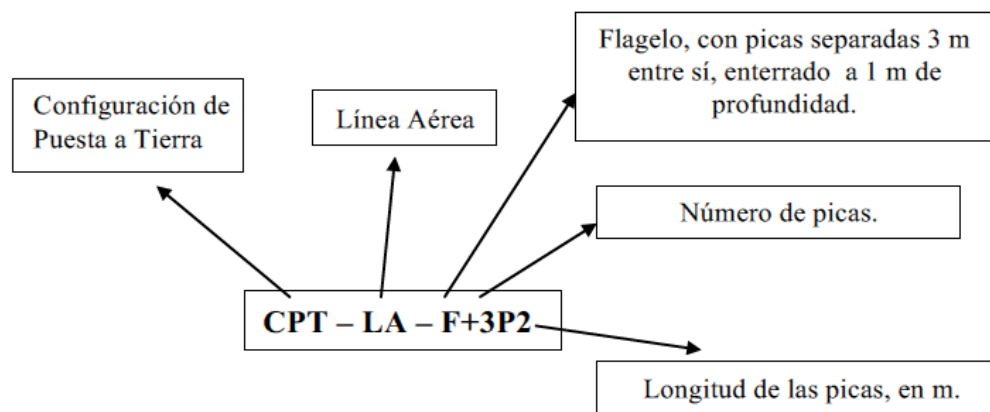 Flagelo, con picas separadas 3 m
entre sí, enterrado a 1 m de
profundidad.
Configuración de
Puesta a Tierra
Línea Aérea
Número de picas.
CPT – LA – F+3P2
Longitud de las picas, en m.